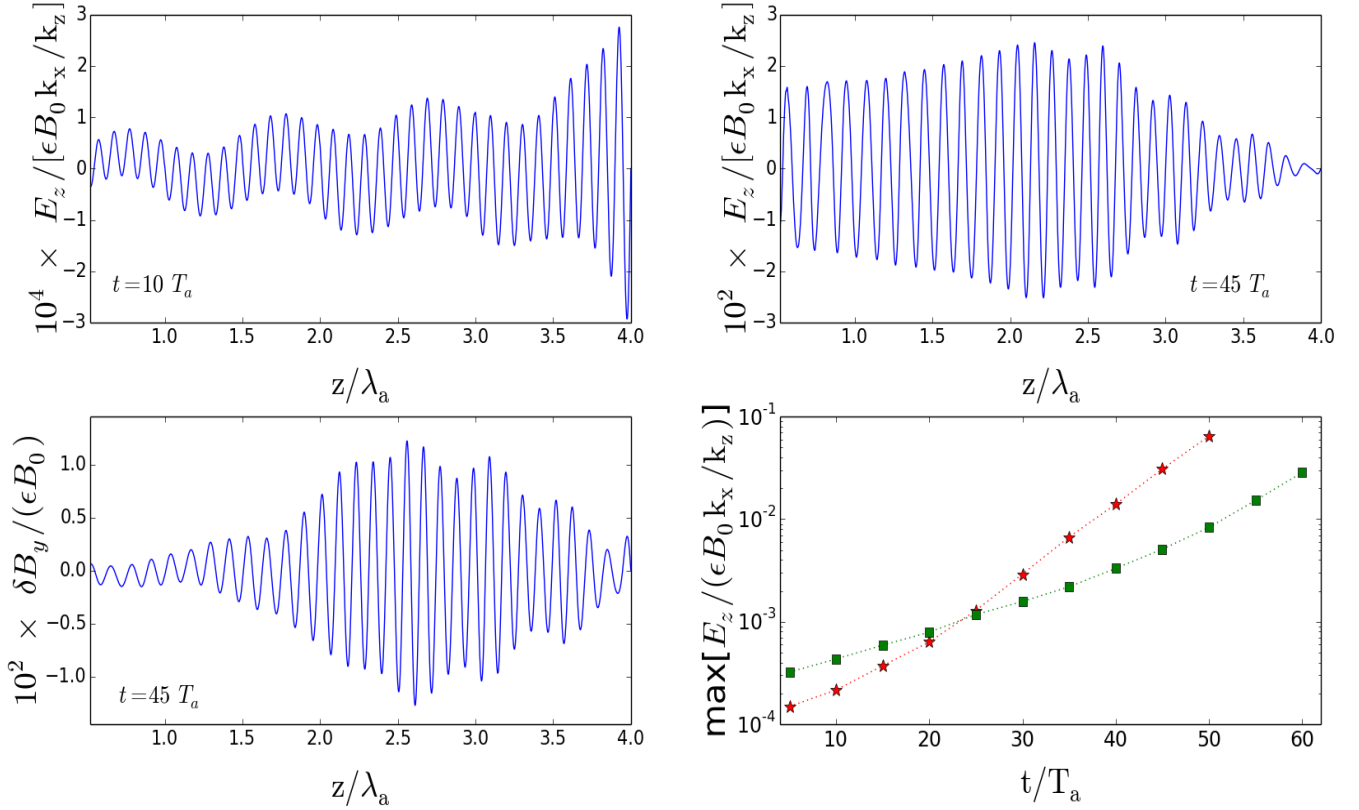 10⁴ × E_z/[ϵB₀k_x/k_z]
3
2
1
0
−1
−2
−3
t=10 T_a
1.0 1.5 2.0 2.5 3.0 3.5 4.0
z/λ_a
10² × E_z/[ϵB₀k_x/k_z]
3
2
1
0
−1
−2
−3
t=45 T_a
1.0 1.5 2.0 2.5 3.0 3.5 4.0
z/λ_a
10² × δB_y/(ϵB₀)
1.0
0.5
0.0
−0.5
−1.0
t=45 T_a
1.0 1.5 2.0 2.5 3.0 3.5 4.0
z/λ_a
max[E_z/(ϵB₀k_x/k_z)]
10⁻¹
10⁻²
10⁻³
10⁻⁴
10 20 30 40 50 60
t/T_a